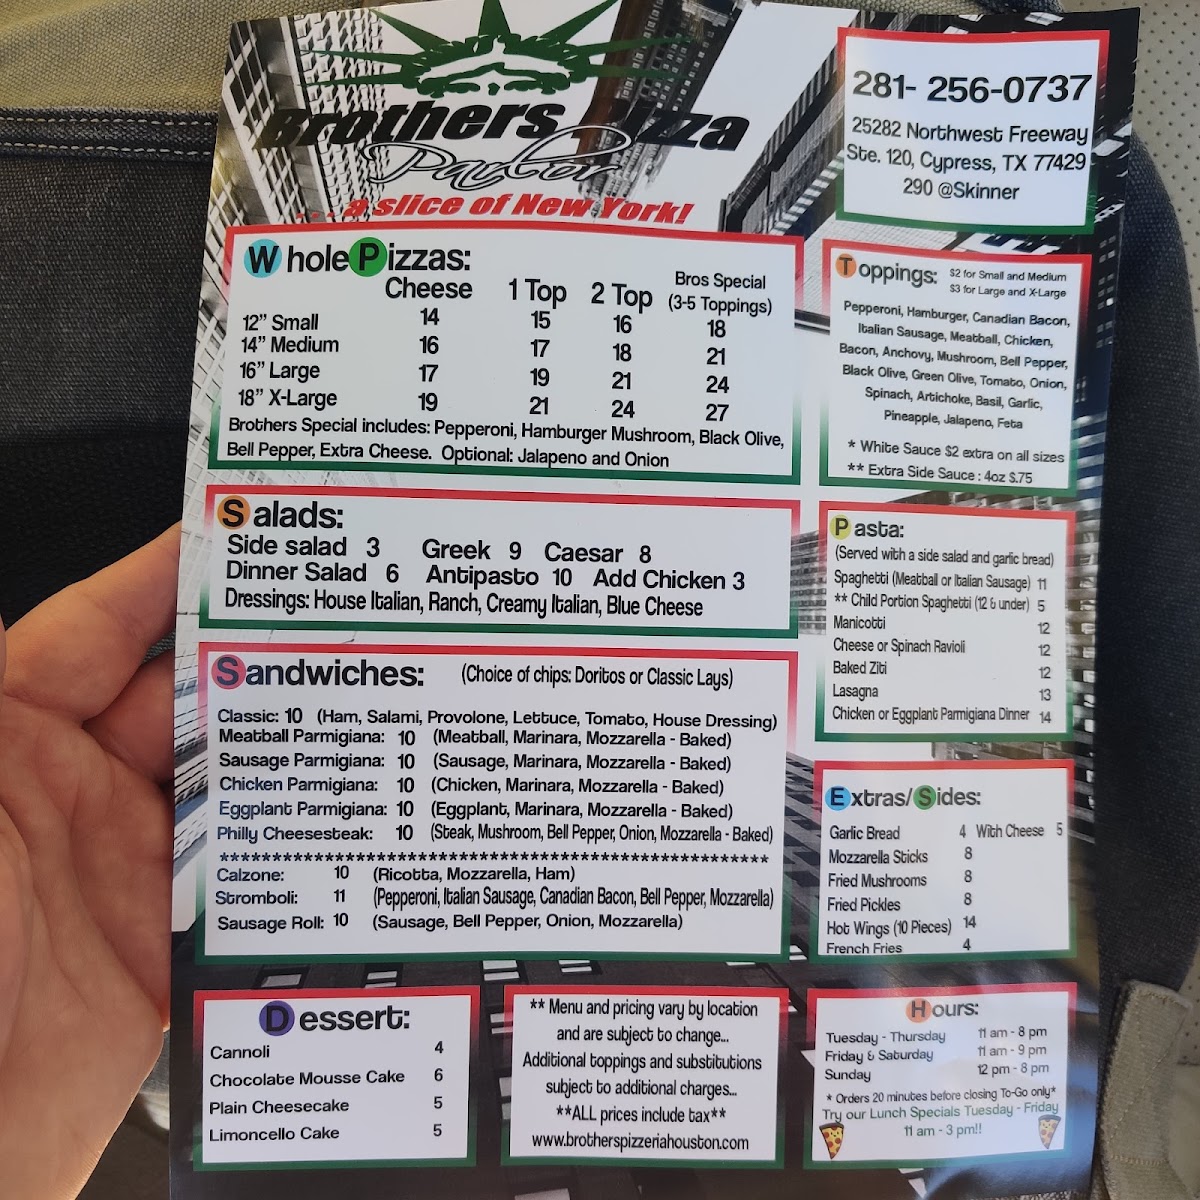 Brothers Pizza
Parlor
... a slice of New York!
281- 256-0737
25282 Northwest Freeway
Ste. 120, Cypress, TX 77429
290 @Skinner
Whole Pizzas:
Cheese 1 Top 2 Top Bros Special (3-5 Toppings)
12" Small 14 15 16 18
14" Medium 16 17 18 21
16" Large 17 19 21 24
18" X-Large 19 21 24 27
Brothers Special includes: Pepperoni, Hamburger Mushroom, Black Olive,
Bell Pepper, Extra Cheese. Optional: Jalapeno and Onion
Toppings: $2 for Small and Medium
$3 for Large and X-Large
Pepperoni, Hamburger, Canadian Bacon,
Italian Sausage, Meatball, Chicken,
Bacon, Anchovy, Mushroom, Bell Pepper,
Black Olive, Green Olive, Tomato, Onion,
Spinach, Artichoke, Basil, Garlic,
Pineapple, Jalapeno, Feta
* White Sauce $2 extra on all sizes
** Extra Side Sauce : 4oz $.75
Salads:
Side salad 3 Greek 9 Caesar 8
Dinner Salad 6 Antipasto 10 Add Chicken 3
Dressings: House Italian, Ranch, Creamy Italian, Blue Cheese
Pasta:
(Served with a side salad and garlic bread)
Spaghetti (Meatball or Italian Sausage) 11
** Child Portion Spaghetti (12 & under) 5
Manicotti 12
Cheese or Spinach Ravioli 12
Baked Ziti 12
Lasagna 13
Chicken or Eggplant Parmigiana Dinner 14
Sandwiches: (Choice of chips: Doritos or Classic Lays)
Classic: 10 (Ham, Salami, Provolone, Lettuce, Tomato, House Dressing)
Meatball Parmigiana: 10 (Meatball, Marinara, Mozzarella - Baked)
Sausage Parmigiana: 10 (Sausage, Marinara, Mozzarella - Baked)
Chicken Parmigiana: 10 (Chicken, Marinara, Mozzarella - Baked)
Eggplant Parmigiana: 10 (Eggplant, Marinara, Mozzarella - Baked)
Philly Cheesesteak: 10 (Steak, Mushroom, Bell Pepper, Onion, Mozzarella - Baked)
******************************************************
Calzone: 10 (Ricotta, Mozzarella, Ham)
Stromboli: 11 (Pepperoni, Italian Sausage, Canadian Bacon, Bell Pepper, Mozzarella)
Sausage Roll: 10 (Sausage, Bell Pepper, Onion, Mozzarella)
Extras/Sides:
Garlic Bread 4 With Cheese 5
Mozzarella Sticks 8
Fried Mushrooms 8
Fried Pickles 8
Hot Wings (10 Pieces) 14
French Fries 4
Dessert:
Cannoli 4
Chocolate Mousse Cake 6
Plain Cheesecake 5
Limoncello Cake 5
** Menu and pricing vary by location
and are subject to change...
Additional toppings and substitutions
subject to additional charges...
**ALL prices include tax**
www.brotherspizzeriahouston.com
Hours:
Tuesday - Thursday 11 am - 8 pm
Friday & Saturday 11 am - 9 pm
Sunday 12 pm - 8 pm
* Orders 20 minutes before closing To-Go only*
Try our Lunch Specials Tuesday - Friday
11 am - 3 pm!!